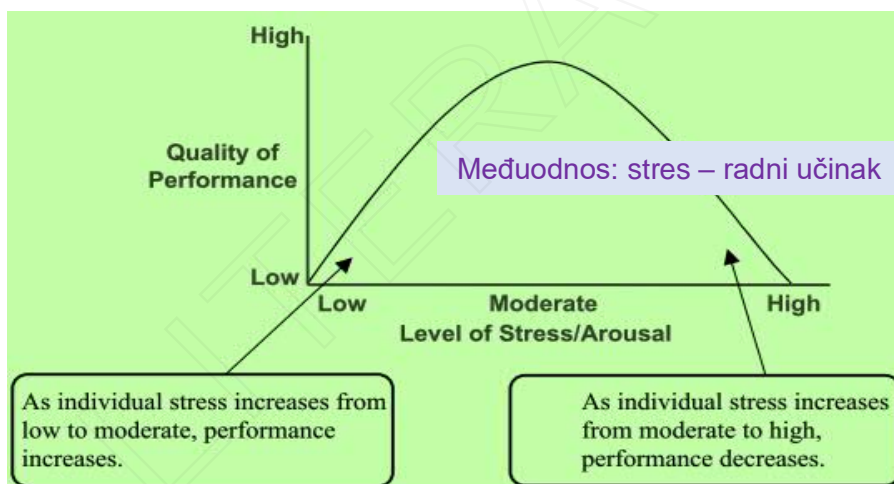 High
Quality of
Performance
Međuodnos: stres – radni učinak
Low
Low Moderate High
Level of Stress/Arousal
As individual stress increases from
low to moderate, performance
increases.
As individual stress increases
from moderate to high,
performance decreases.